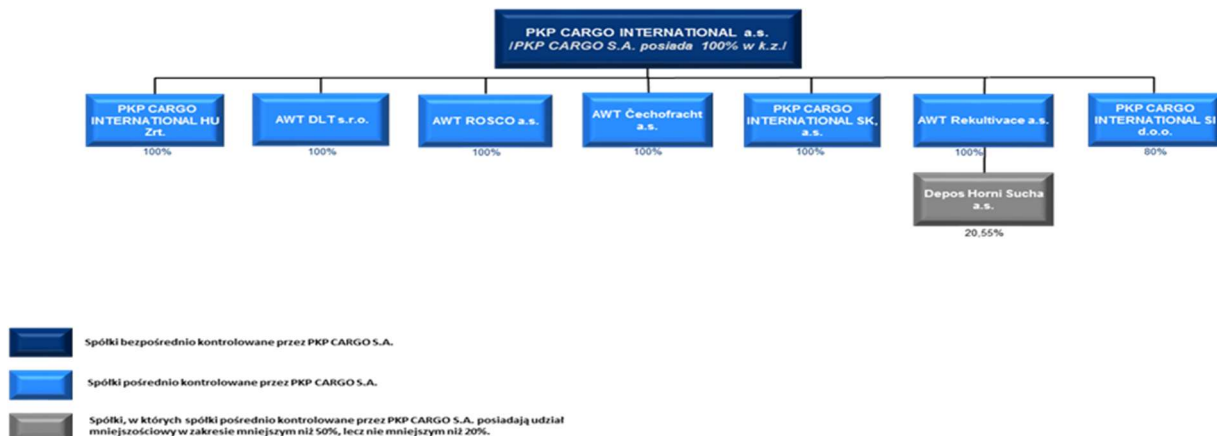 PKP CARGO INTERNATIONAL a.s.
/PKP CARGO S.A. posiada 100% w k.z./
PKP CARGO
INTERNATIONAL HU
Zrt.
100%
AWT DLT s.r.o.
100%
AWT ROSCO a.s.
100%
AWT Čechofracht
a.s.
100%
PKP CARGO
INTERNATIONAL SK,
a.s.
100%
AWT Rekultivace a.s.
100%
PKP CARGO
INTERNATIONAL SI
d.o.o.
80%
Depos Horni Sucha
a.s.
20,55%
Spółki bezpośrednio kontrolowane przez PKP CARGO S.A.
Spółki pośrednio kontrolowane przez PKP CARGO S.A.
Spółki, w których spółki pośrednio kontrolowane przez PKP CARGO S.A. posiadają udział
mniejszościowy w zakresie mniejszym niż 50%, lecz nie mniejszym niż 20%.